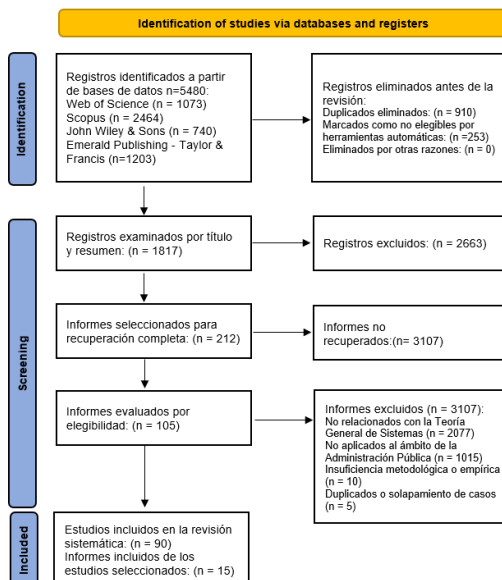 Identification of studies via databases and registers
Identification
Registros identificados a partir
de bases de datos n=5480:
Web of Science (n = 1073)
Scopus (n = 2464)
John Wiley & Sons (n = 740)
Emerald Publishing - Taylor &
Francis (n=1203)
Registros eliminados antes de la
revisión:
Duplicados eliminados: (n = 910)
Marcados como no elegibles por
herramientas automáticas: (n =253)
Eliminados por otras razones: (n = 0)
Screening
Registros examinados por título
y resumen: (n = 1817)
Registros excluidos: (n = 2663)
Informes seleccionados para
recuperación completa: (n = 212)
Informes no
recuperados:(n= 3107)
Informes evaluados por
elegibilidad: (n = 105)
Informes excluidos (n = 3107):
No relacionados con la Teoría
General de Sistemas (n = 2077)
No aplicados al ámbito de la
Administración Pública (n = 1015)
Insuficiencia metodológica o empírica
(n = 10)
Duplicados o solapamiento de casos
(n = 5)
Included
Estudios incluidos en la revisión
sistemática: (n = 90)
Informes incluidos de los
estudios seleccionados: (n = 15)